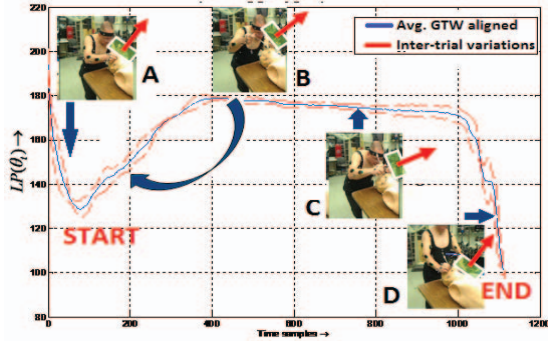 220
200
180
160
140
120
100
80
LP(θᵢ) →
A
B
Avg. GTW aligned
Inter-trial variations
START
C
D
END
0
200
400
600
800
1000
1200
Time samples →